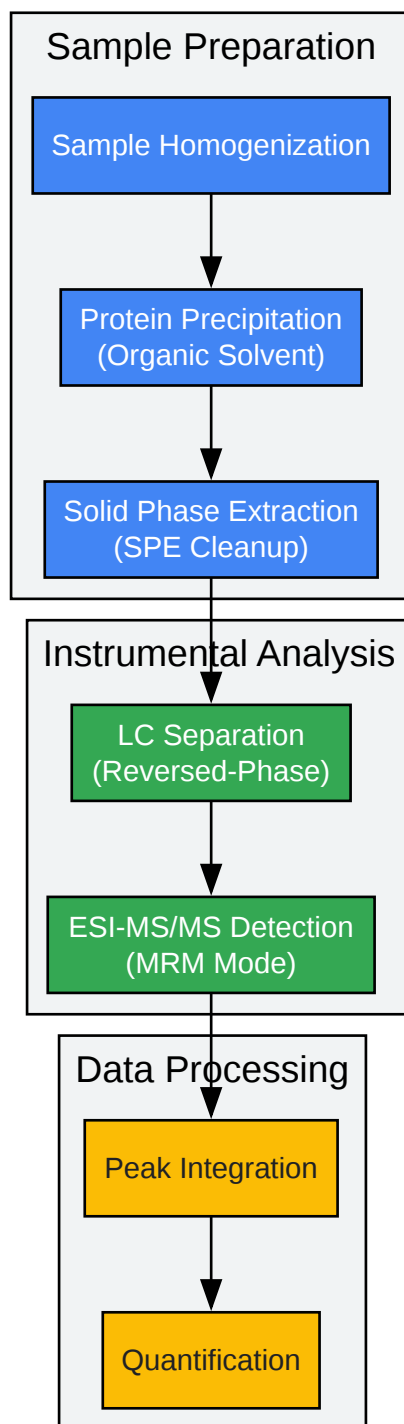 Sample Preparation
Sample Homogenization
Protein Precipitation
(Organic Solvent)
Solid Phase Extraction
(SPE Cleanup)
Instrumental Analysis
LC Separation
(Reversed-Phase)
ESI-MS/MS Detection
(MRM Mode)
Data Processing
Peak Integration
Quantification